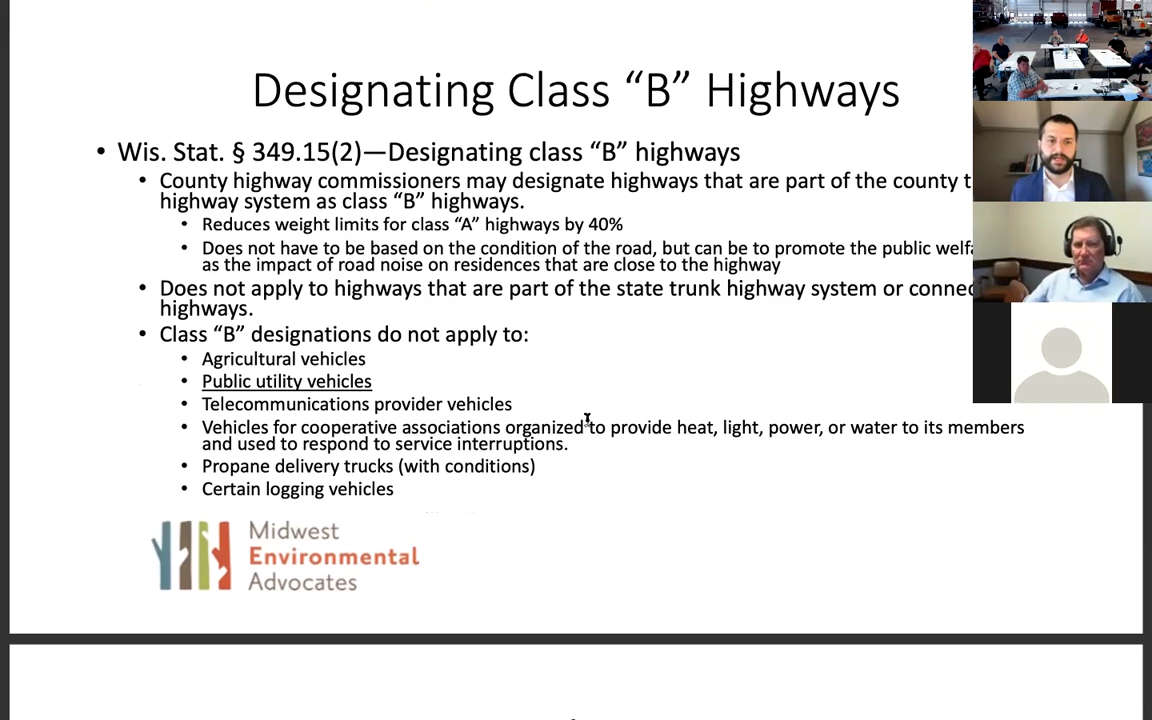 Designating Class “B” Highways
• Wis. Stat. § 349.15(2)—Designating class “B” highways
• County highway commissioners may designate highways that are part of the county t
highway system as class “B” highways.
• Reduces weight limits for class “A” highways by 40%
• Does not have to be based on the condition of the road, but can be to promote the public welf
as the impact of road noise on residences that are close to the highway
• Does not apply to highways that are part of the state trunk highway system or connec
highways.
• Class “B” designations do not apply to:
• Agricultural vehicles
• Public utility vehicles
• Telecommunications provider vehicles
• Vehicles for cooperative associations organized to provide heat, light, power, or water to its members
and used to respond to service interruptions.
• Propane delivery trucks (with conditions)
• Certain logging vehicles
Midwest
Environmental
Advocates